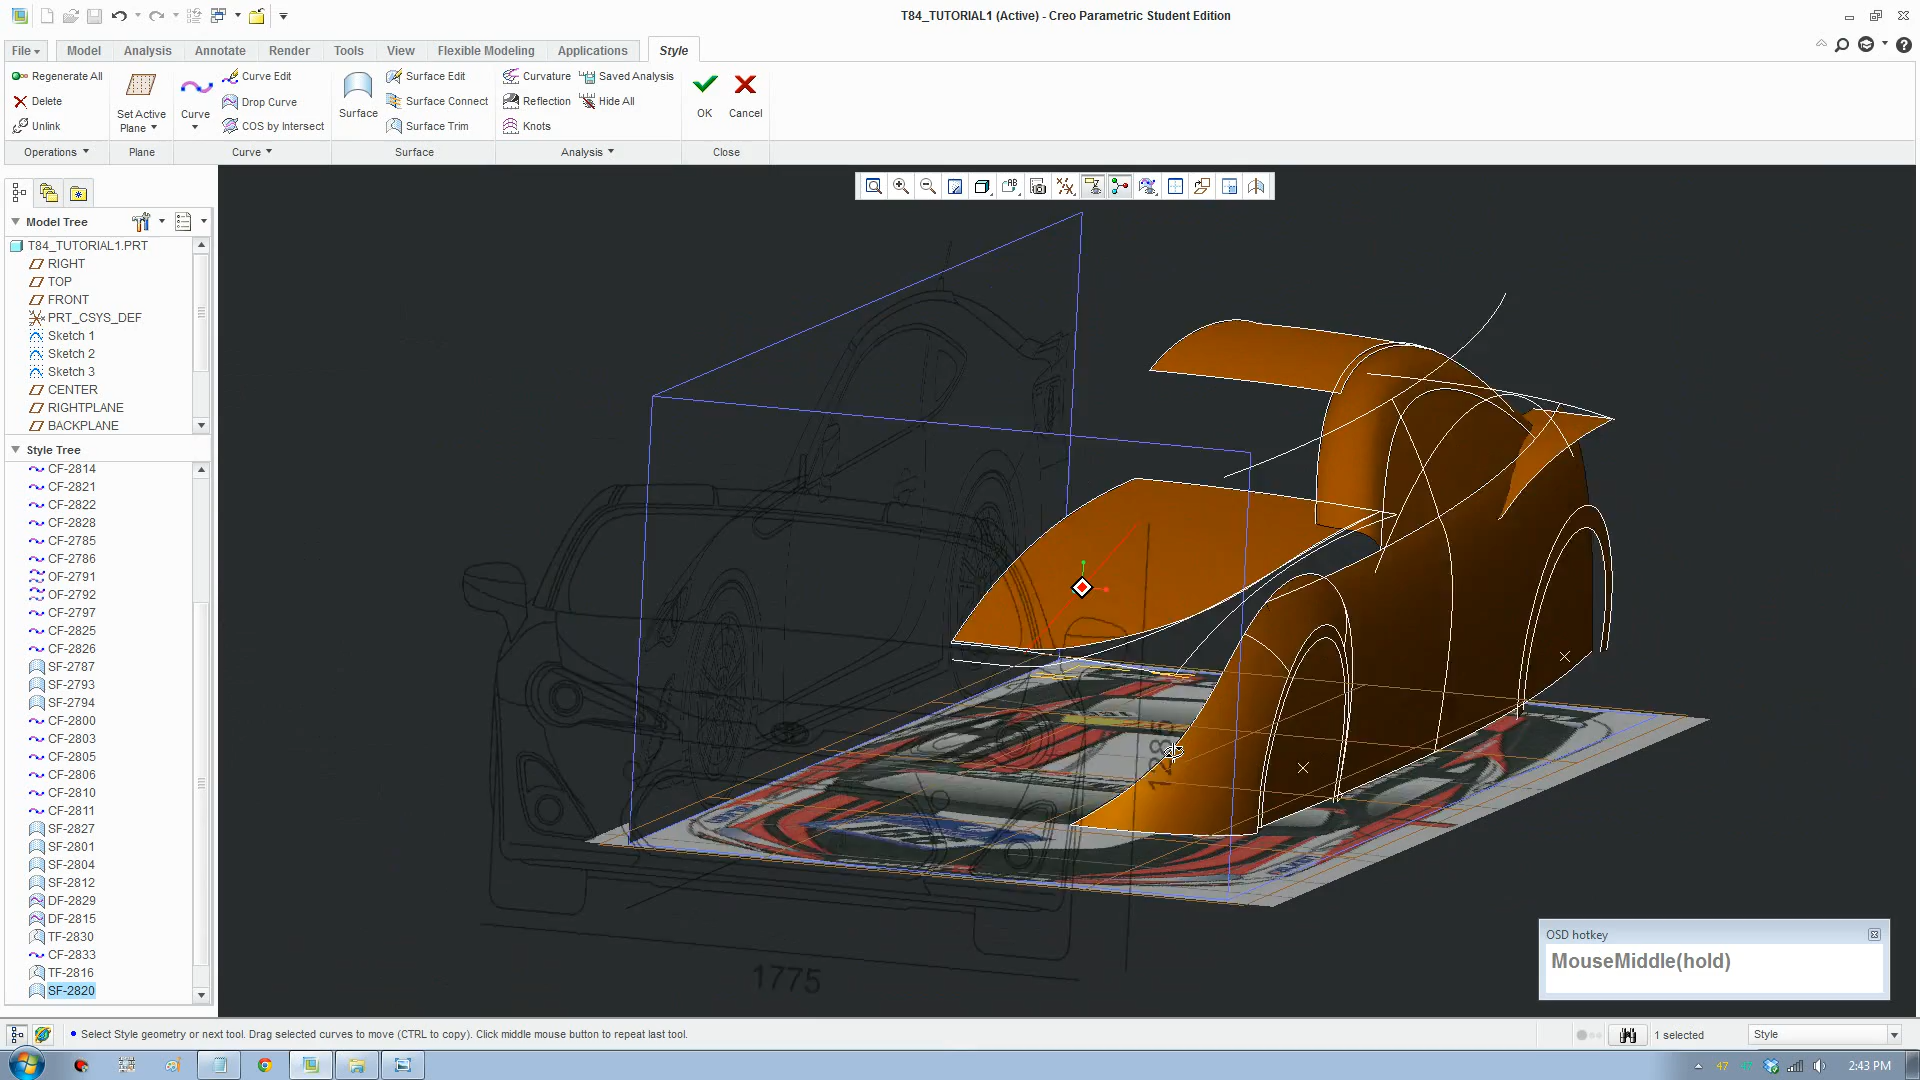 T84_TUTORIAL1 (Active) - Creo Parametric Student Edition
File
Model
Analysis
Annotate
Render
Tools
View
Flexible Modeling
Applications
Style
Regenerate All
Delete
Unlink
Operations
Set Active
Plane
Plane
Curve
Curve Edit
Drop Curve
COS by Intersect
Curve
Surface
Surface Edit
Surface Connect
Surface Trim
Surface
Curvature
Reflection
Knots
Saved Analysis
Hide All
Analysis
OK
Cancel
Close
Model Tree
T84_TUTORIAL1.PRT
RIGHT
TOP
FRONT
PRT_CSYS_DEF
Sketch 1
Sketch 2
Sketch 3
CENTER
RIGHTPLANE
BACKPLANE
Style Tree
CF-2814
CF-2821
CF-2822
CF-2828
CF-2785
CF-2786
OF-2791
OF-2792
CF-2797
CF-2825
CF-2826
SF-2787
SF-2793
SF-2794
CF-2800
CF-2803
CF-2805
CF-2806
CF-2810
CF-2811
SF-2827
SF-2801
SF-2804
SF-2812
DF-2829
DF-2815
TF-2830
CF-2833
TF-2816
SF-2820
1285
1775
OSD hotkey
MouseMiddle(hold)
Select Style geometry or next tool. Drag selected curves to move (CTRL to copy). Click middle mouse button to repeat last tool.
1 selected
Style
47
2:43 PM